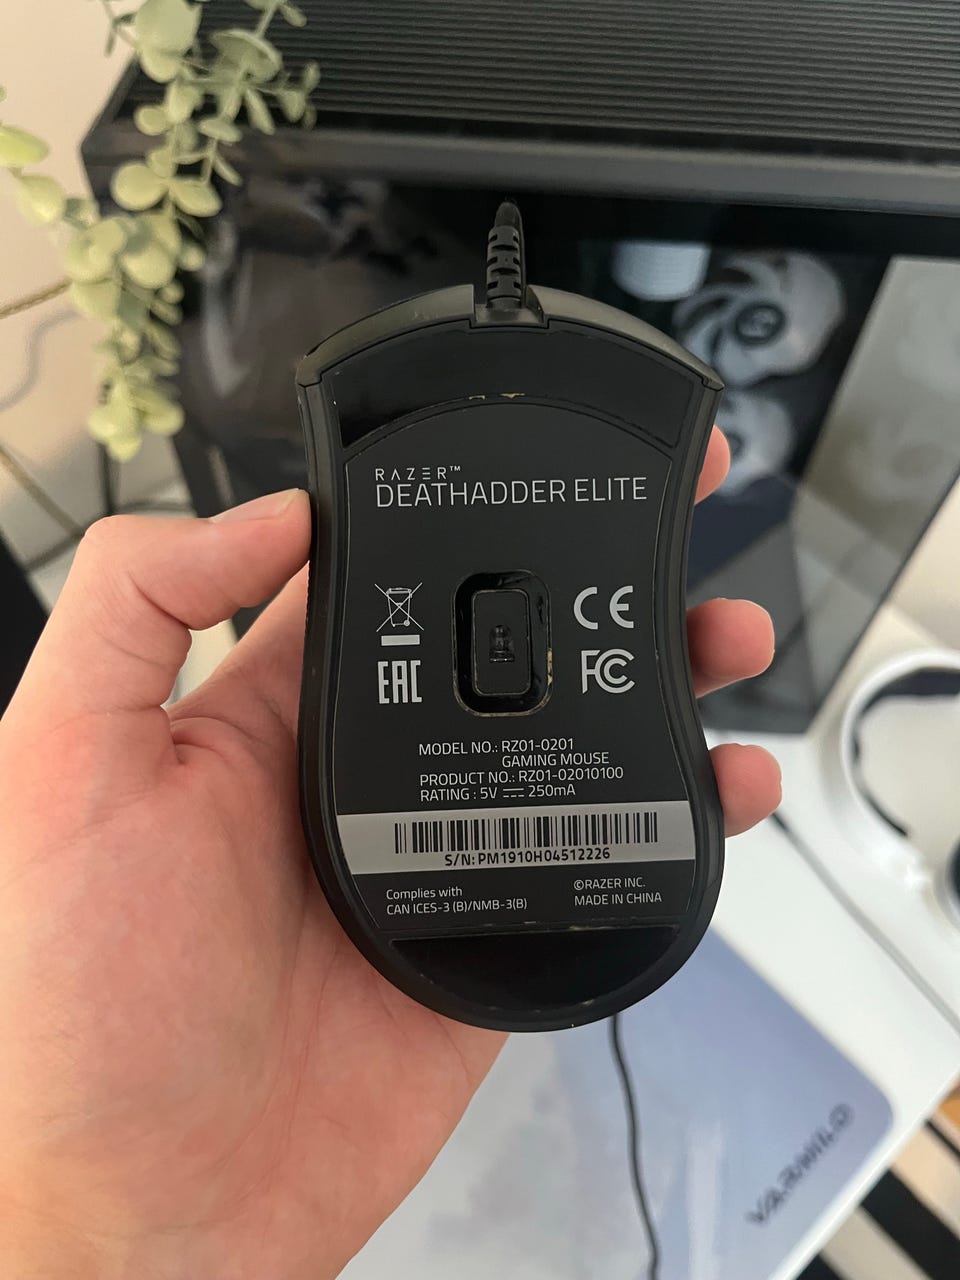 RAZER™
DEATHADDER ELITE
CE
EAC
FC
MODEL NO.: RZ01-0201
GAMING MOUSE
PRODUCT NO.: RZ01-02010100
RATING : 5V ⎓ 250mA
S/N: PM1910H04512226
Complies with
CAN ICES-3 (B)/NMB-3(B)
©RAZER INC.
MADE IN CHINA
VARMILO